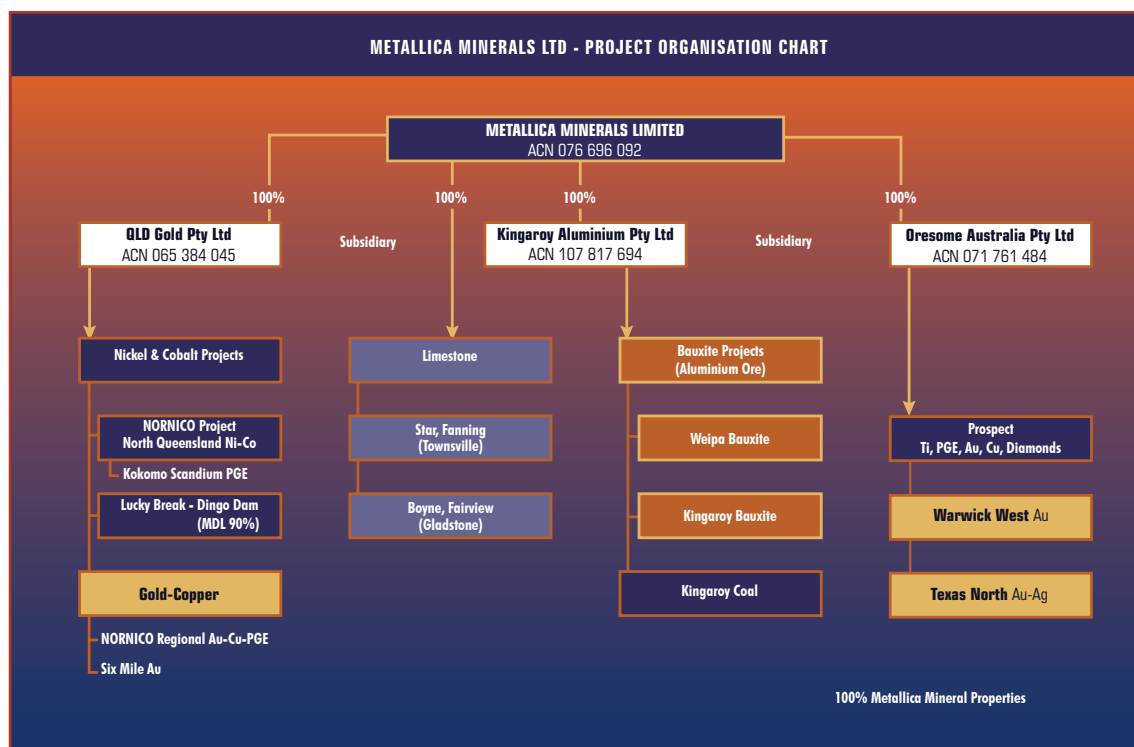 METALLICA MINERALS LTD - PROJECT ORGANISATION CHART
METALLICA MINERALS LIMITED
ACN 076 696 092
100%
100%
100%
100%
QLD Gold Pty Ltd
ACN 065 384 045
Subsidiary
Kingaroy Aluminium Pty Ltd
ACN 107 817 694
Subsidiary
Oresome Australia Pty Ltd
ACN 071 761 484
Nickel & Cobalt Projects
NORNICO Project
North Queensland Ni-Co
Kokomo Scandium PGE
Lucky Break - Dingo Dam
(MDL 90%)
Gold-Copper
NORNICO Regional Au-Cu-PGE
Six Mile Au
Limestone
Star, Fanning
(Townsville)
Boyne, Fairview
(Gladstone)
Bauxite Projects
(Aluminium Ore)
Weipa Bauxite
Kingaroy Bauxite
Kingaroy Coal
Prospect
Ti, PGE, Au, Cu, Diamonds
Warwick West Au
Texas North Au-Ag
100% Metallica Mineral Properties